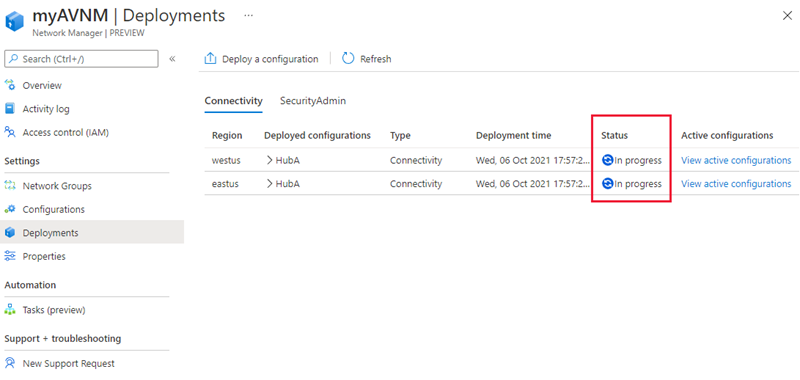 myAVNM | Deployments ...
Network Manager | PREVIEW
Search (Ctrl+/)
«
Overview
Activity log
Access control (IAM)
Settings
Network Groups
Configurations
Deployments
Properties
Automation
Tasks (preview)
Support + troubleshooting
New Support Request
Deploy a configuration
Refresh
Connectivity SecurityAdmin
Region Deployed configurations Type Deployment time Status Active configurations
westus > HubA Connectivity Wed, 06 Oct 2021 17:57:2... In progress View active configurations
eastus > HubA Connectivity Wed, 06 Oct 2021 17:57:2... In progress View active configurations